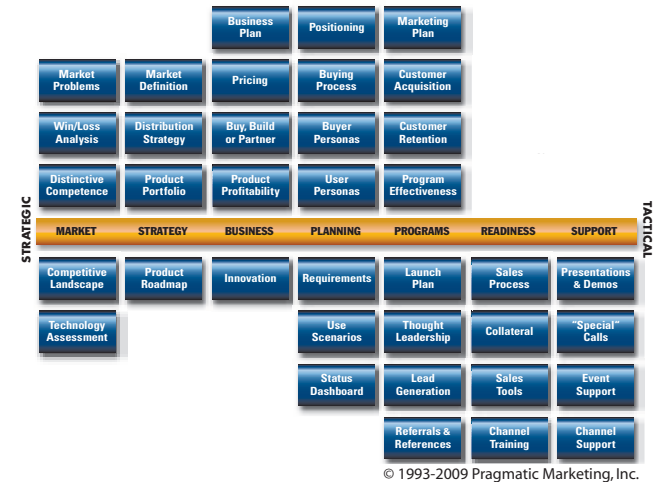 Business
Plan
Positioning
Marketing
Plan
Market
Problems
Market
Definition
Pricing
Buying
Process
Customer
Acquisition
Win/Loss
Analysis
Distribution
Strategy
Buy, Build
or Partner
Buyer
Personas
Customer
Retention
Distinctive
Competence
Product
Portfolio
Product
Profitability
User
Personas
Program
Effectiveness
STRATEGIC
MARKET
STRATEGY
BUSINESS
PLANNING
PROGRAMS
READINESS
SUPPORT
TACTICAL
Competitive
Landscape
Product
Roadmap
Innovation
Requirements
Launch
Plan
Sales
Process
Presentations
& Demos
Technology
Assessment
Use
Scenarios
Thought
Leadership
Collateral
"Special"
Calls
Status
Dashboard
Lead
Generation
Sales
Tools
Event
Support
Referrals &
References
Channel
Training
Channel
Support
© 1993-2009 Pragmatic Marketing, Inc.